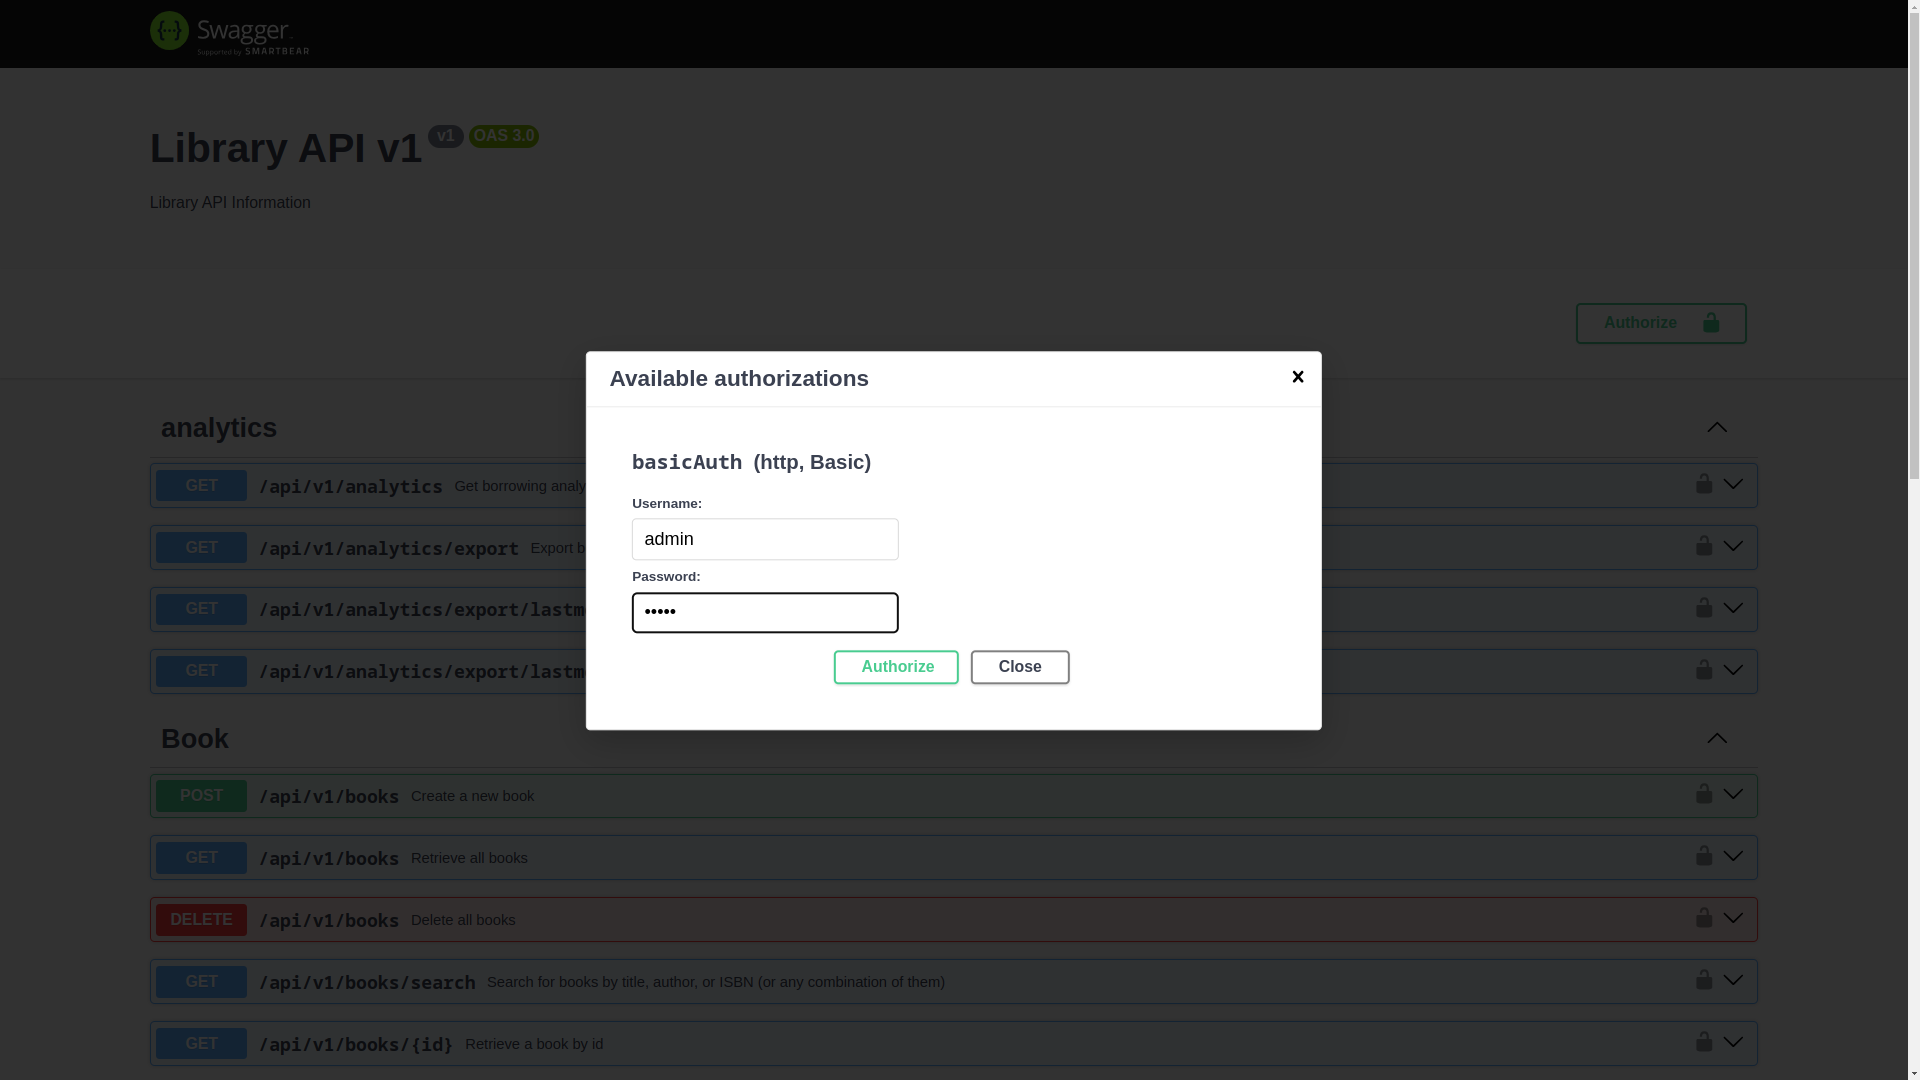 Swagger
Supported by SMARTBEAR
Library API v1 v1 OAS 3.0
Library API Information
Authorize
Available authorizations
basicAuth (http, Basic)
Username:
admin
Password:
•••••
Authorize Close
analytics
GET /api/v1/analytics Get borrowing analy
GET /api/v1/analytics/export Export b
GET /api/v1/analytics/export/lastm
GET /api/v1/analytics/export/lastm
Book
POST /api/v1/books Create a new book
GET /api/v1/books Retrieve all books
DELETE /api/v1/books Delete all books
GET /api/v1/books/search Search for books by title, author, or ISBN (or any combination of them)
GET /api/v1/books/{id} Retrieve a book by id